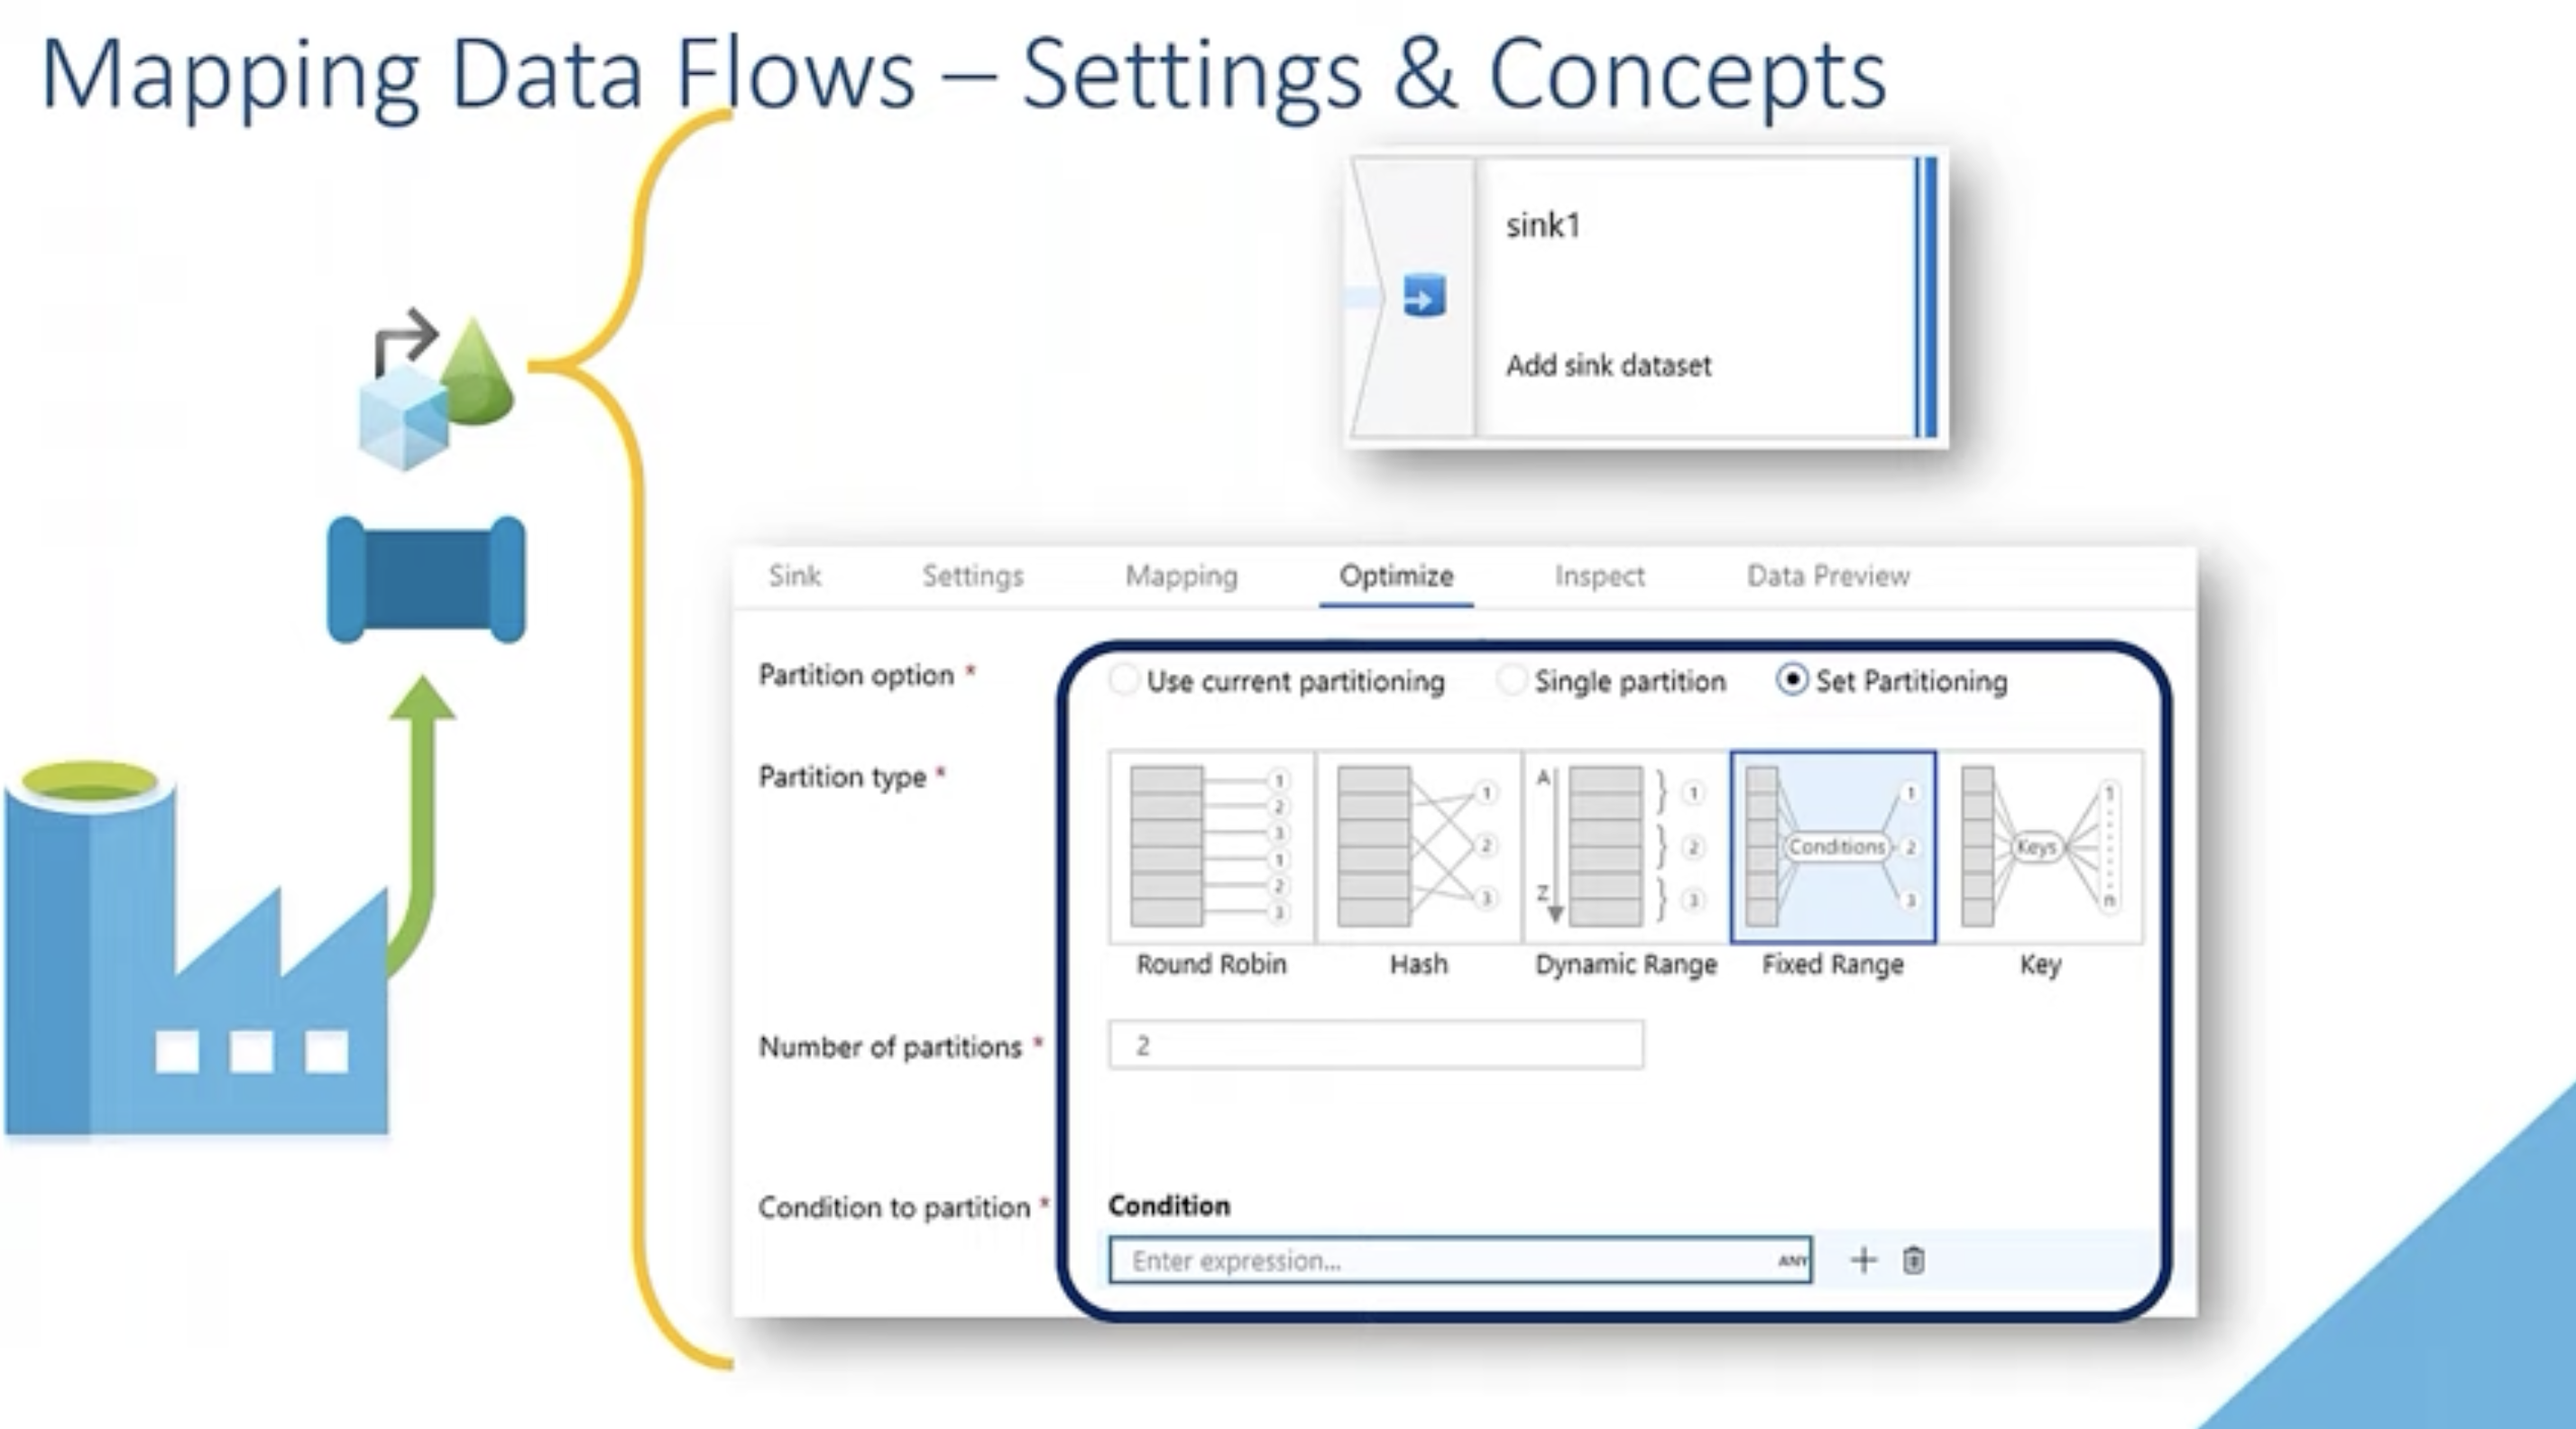 Mapping Data Flows – Settings & Concepts
sink1
Add sink dataset
Sink Settings Mapping Optimize Inspect Data Preview
Partition option * Use current partitioning Single partition Set Partitioning
Partition type *
1 2 3 1 2 3
1 2 3
A Z 1 2 3
Conditions 1 2 3
Keys 1 n
Round Robin Hash Dynamic Range Fixed Range Key
Number of partitions * 2
Condition to partition * Condition
Enter expression... ANY